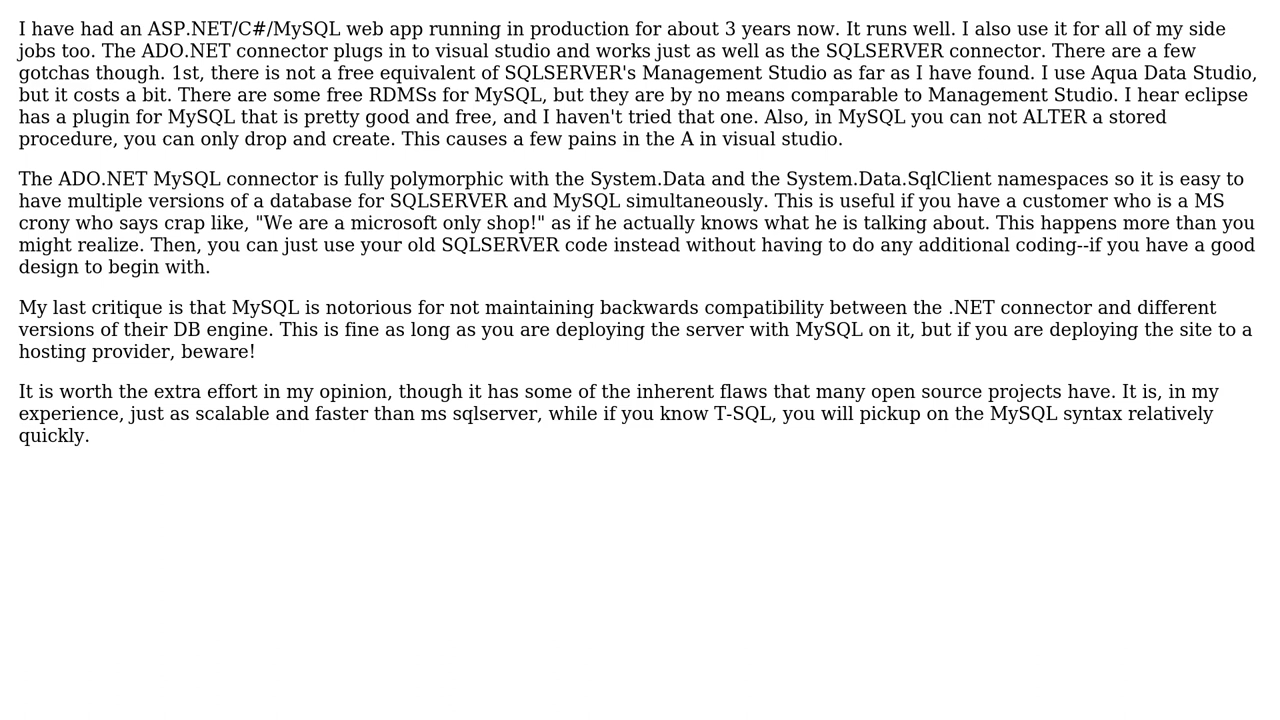 I have had an ASP.NET/C#/MySQL web app running in production for about 3 years now. It runs well. I also use it for all of my side
jobs too. The ADO.NET connector plugs in to visual studio and works just as well as the SQLSERVER connector. There are a few
gotchas though. 1st, there is not a free equivalent of SQLSERVER's Management Studio as far as I have found. I use Aqua Data Studio,
but it costs a bit. There are some free RDMSs for MySQL, but they are by no means comparable to Management Studio. I hear eclipse
has a plugin for MySQL that is pretty good and free, and I haven't tried that one. Also, in MySQL you can not ALTER a stored
procedure, you can only drop and create. This causes a few pains in the A in visual studio.
The ADO.NET MySQL connector is fully polymorphic with the System.Data and the System.Data.SqlClient namespaces so it is easy to
have multiple versions of a database for SQLSERVER and MySQL simultaneously. This is useful if you have a customer who is a MS
crony who says crap like, "We are a microsoft only shop!" as if he actually knows what he is talking about. This happens more than you
might realize. Then, you can just use your old SQLSERVER code instead without having to do any additional coding--if you have a good
design to begin with.
My last critique is that MySQL is notorious for not maintaining backwards compatibility between the .NET connector and different
versions of their DB engine. This is fine as long as you are deploying the server with MySQL on it, but if you are deploying the site to a
hosting provider, beware!
It is worth the extra effort in my opinion, though it has some of the inherent flaws that many open source projects have. It is, in my
experience, just as scalable and faster than ms sqlserver, while if you know T-SQL, you will pickup on the MySQL syntax relatively
quickly.